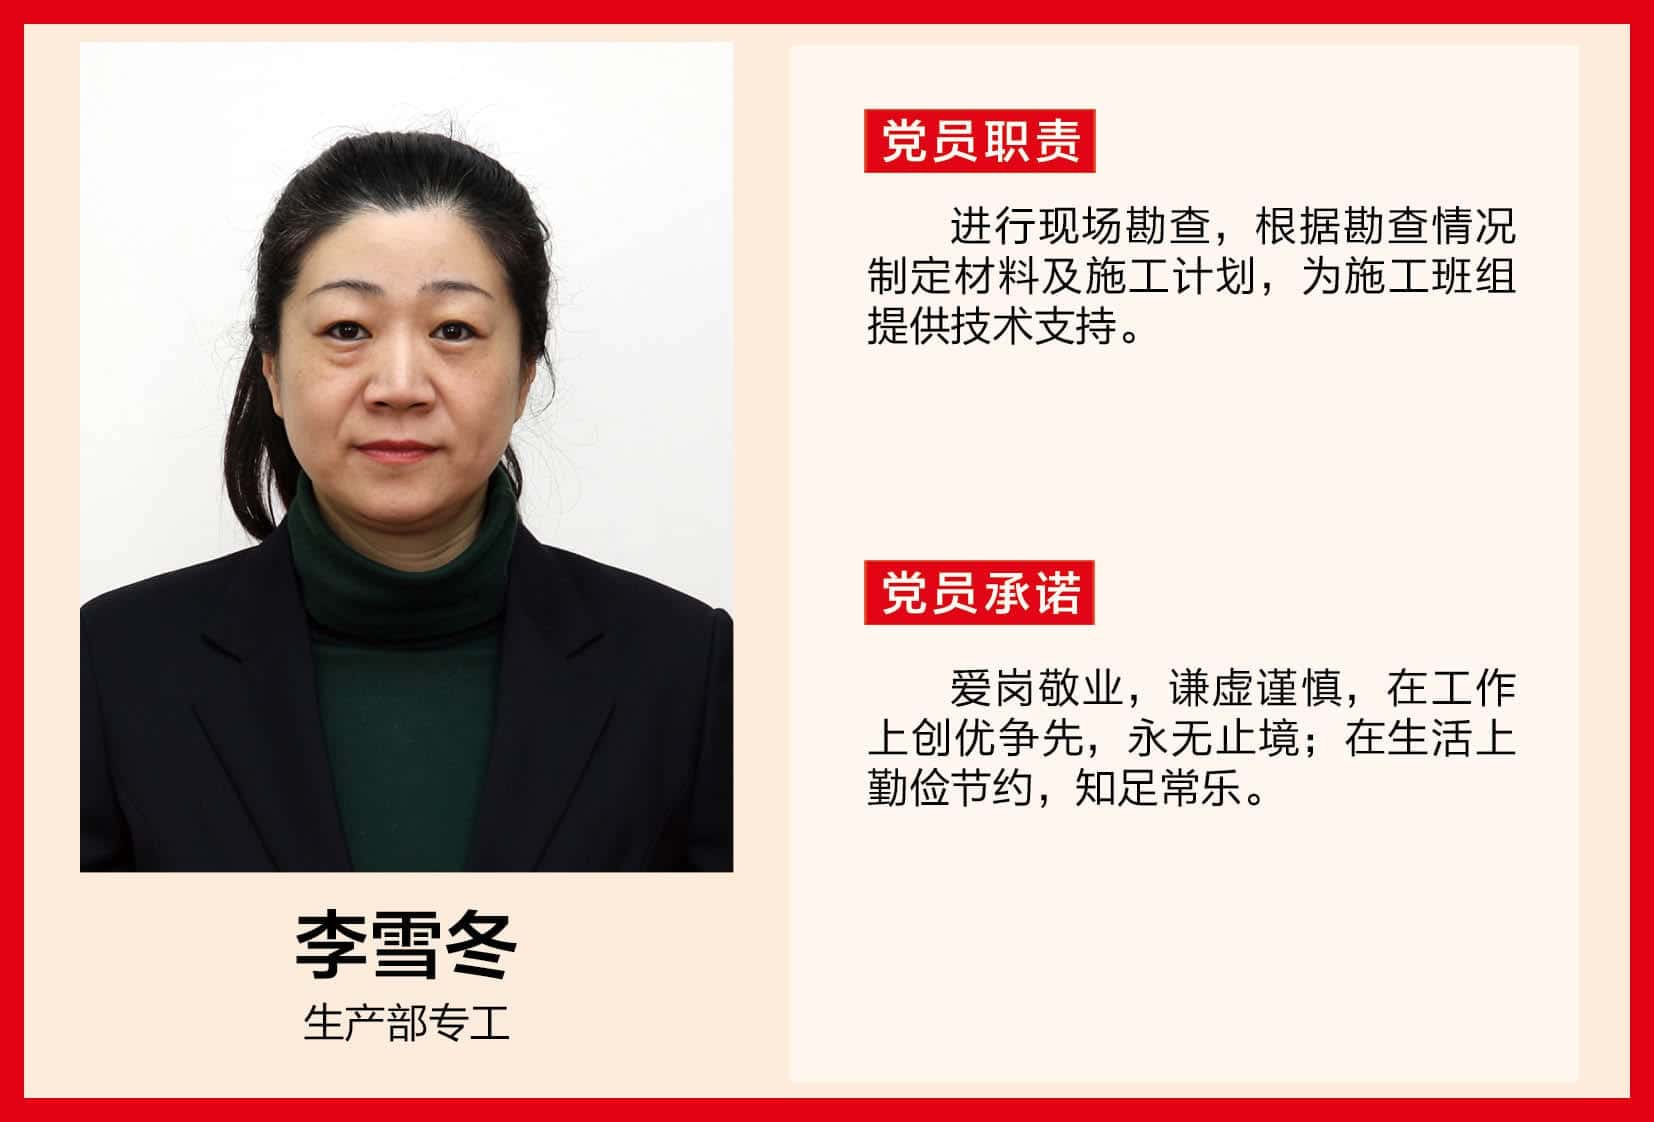 党员职责
进行现场勘查，根据勘查情况
制定材料及施工计划，为施工班组
提供技术支持。
党员承诺
爱岗敬业，谦虚谨慎，在工作
上创优争先，永无止境；在生活上
勤俭节约，知足常乐。
李雪冬
生产部专工